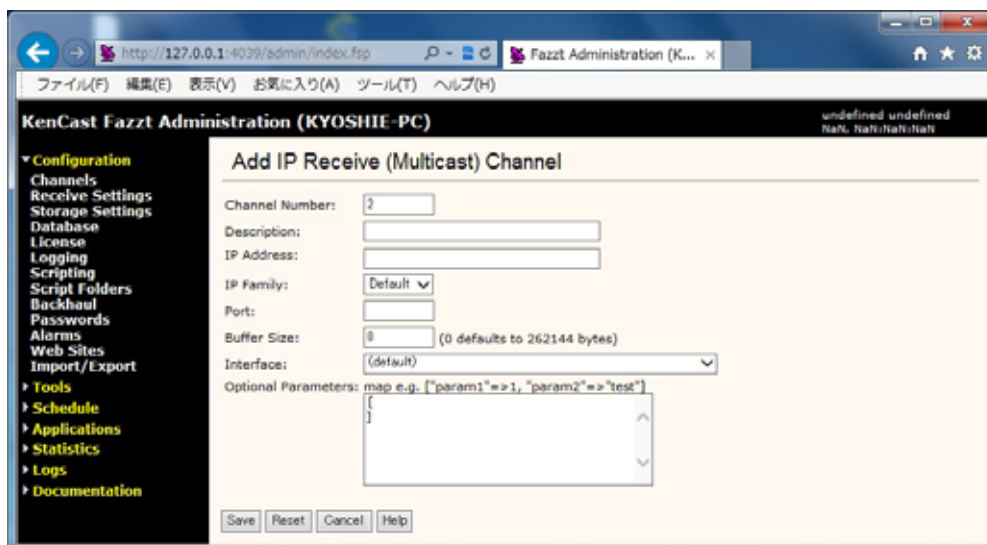 http://127.0.0.1:4039/admin/index.fsp
Fazzt Administration (K...
ファイル(F) 編集(E) 表示(V) お気に入り(A) ツール(T) ヘルプ(H)
KenCast Fazzt Administration (KYOSHIE-PC)
undefined undefined
NaN, NaN:NaN:NaN
Configuration
Channels
Receive Settings
Storage Settings
Database
License
Logging
Scripting
Script Folders
Backhaul
Passwords
Alarms
Web Sites
Import/Export
Tools
Schedule
Applications
Statistics
Logs
Documentation
Add IP Receive (Multicast) Channel
Channel Number: 2
Description:
IP Address:
IP Family: Default
Port:
Buffer Size: 0 (0 defaults to 262144 bytes)
Interface: (default)
Optional Parameters: map e.g. ["param1"=>1, "param2"=>"test"]
[
]
Save Reset Cancel Help